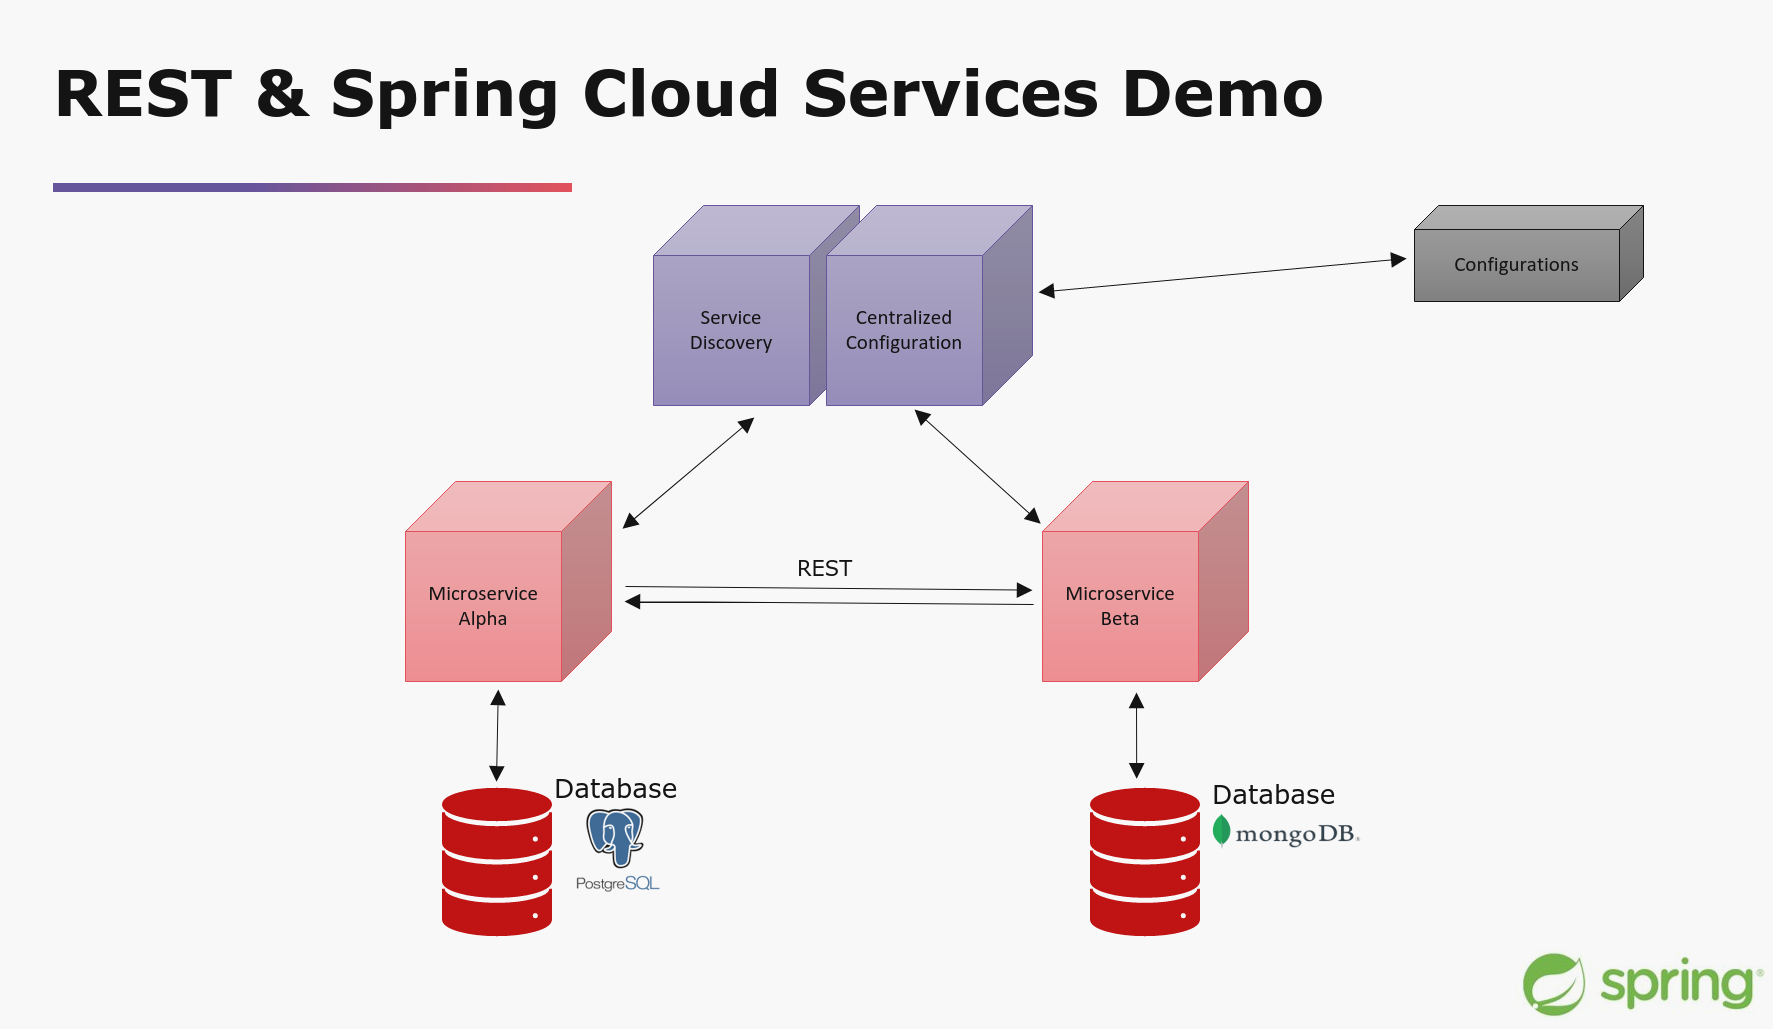 REST & Spring Cloud Services Demo
Service
Discovery
Centralized
Configuration
Configurations
REST
Microservice
Alpha
Microservice
Beta
Database
PostgreSQL
Database
mongoDB®
spring®